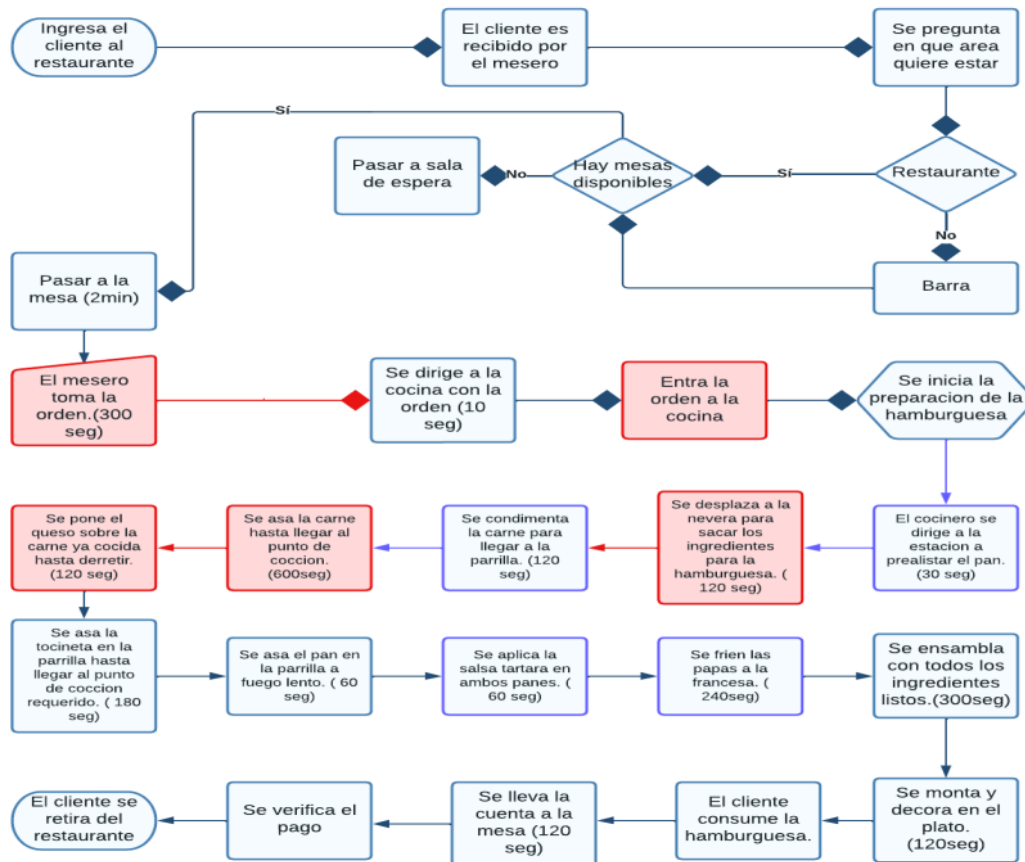 Ingresa el
cliente al
restaurante
El cliente es
recibido por
el mesero
Se pregunta
en que area
quiere estar
Sí
Pasar a sala
de espera
No
Hay mesas
disponibles
Sí
Restaurante
No
Pasar a la
mesa (2min)
Barra
El mesero
toma la
orden.(300
seg)
Se dirige a la
cocina con la
orden (10
seg)
Entra la
orden a la
cocina
Se inicia la
preparacion de la
hamburguesa
Se pone el
queso sobre la
carne ya cocida
hasta derretir.
(120 seg)
Se asa la carne
hasta llegar al
punto de
coccion.
(600seg)
Se condimenta
la carne para
llegar a la
parrilla. (120
seg)
Se desplaza a la
nevera para
sacar los
ingredientes
para la
hamburguesa. (
120 seg)
El cocinero se
dirige a la
estacion a
prealistar el pan.
(30 seg)
Se asa la
tocineta en la
parrilla hasta
llegar al punto
de coccion
requerido. ( 180
seg)
Se asa el pan en
la parrilla a
fuego lento. ( 60
seg)
Se aplica la
salsa tartara en
ambos panes. (
60 seg)
Se frien las
papas a la
francesa. (
240seg)
Se ensambla
con todos los
ingredientes
listos.(300seg)
El cliente se
retira del
restaurante
Se verifica el
pago
Se lleva la
cuenta a la
mesa (120
seg)
El cliente
consume la
hamburguesa.
Se monta y
decora en el
plato.
(120seg)